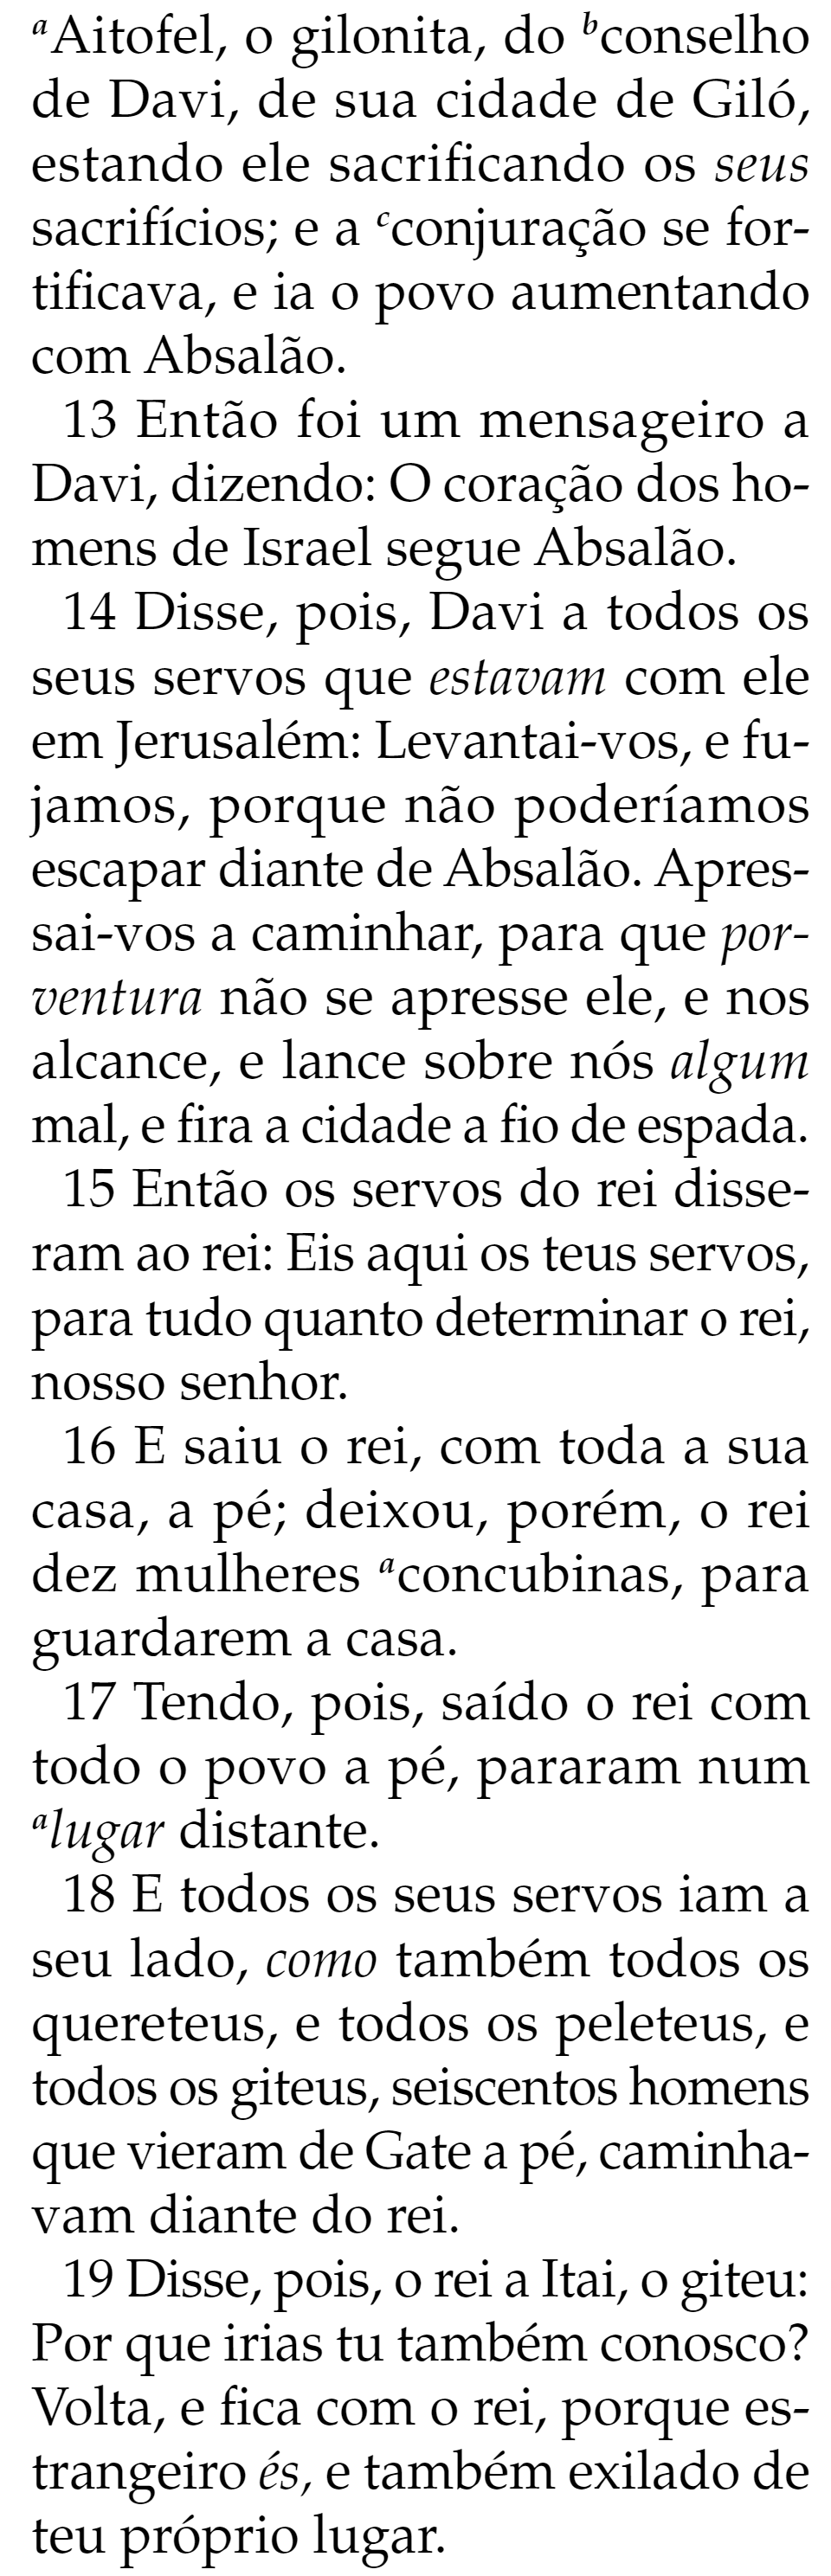 aAitofel, o gilonita, do bconselho
de Davi, de sua cidade de Giló,
estando ele sacrificando os seus
sacrifícios; e a cconjuração se for-
tificava, e ia o povo aumentando
com Absalão.
13 Então foi um mensageiro a
Davi, dizendo: O coração dos ho-
mens de Israel segue Absalão.
14 Disse, pois, Davi a todos os
seus servos que estavam com ele
em Jerusalém: Levantai-vos, e fu-
jamos, porque não poderíamos
escapar diante de Absalão. Apres-
sai-vos a caminhar, para que por-
ventura não se apresse ele, e nos
alcance, e lance sobre nós algum
mal, e fira a cidade a fio de espada.
15 Então os servos do rei disse-
ram ao rei: Eis aqui os teus servos,
para tudo quanto determinar o rei,
nosso senhor.
16 E saiu o rei, com toda a sua
casa, a pé; deixou, porém, o rei
dez mulheres aconcubinas, para
guardarem a casa.
17 Tendo, pois, saído o rei com
todo o povo a pé, pararam num
alugar distante.
18 E todos os seus servos iam a
seu lado, como também todos os
quereteus, e todos os peleteus, e
todos os giteus, seiscentos homens
que vieram de Gate a pé, caminha-
vam diante do rei.
19 Disse, pois, o rei a Itai, o giteu:
Por que irias tu também conosco?
Volta, e fica com o rei, porque es-
trangeiro és, e também exilado de
teu próprio lugar.